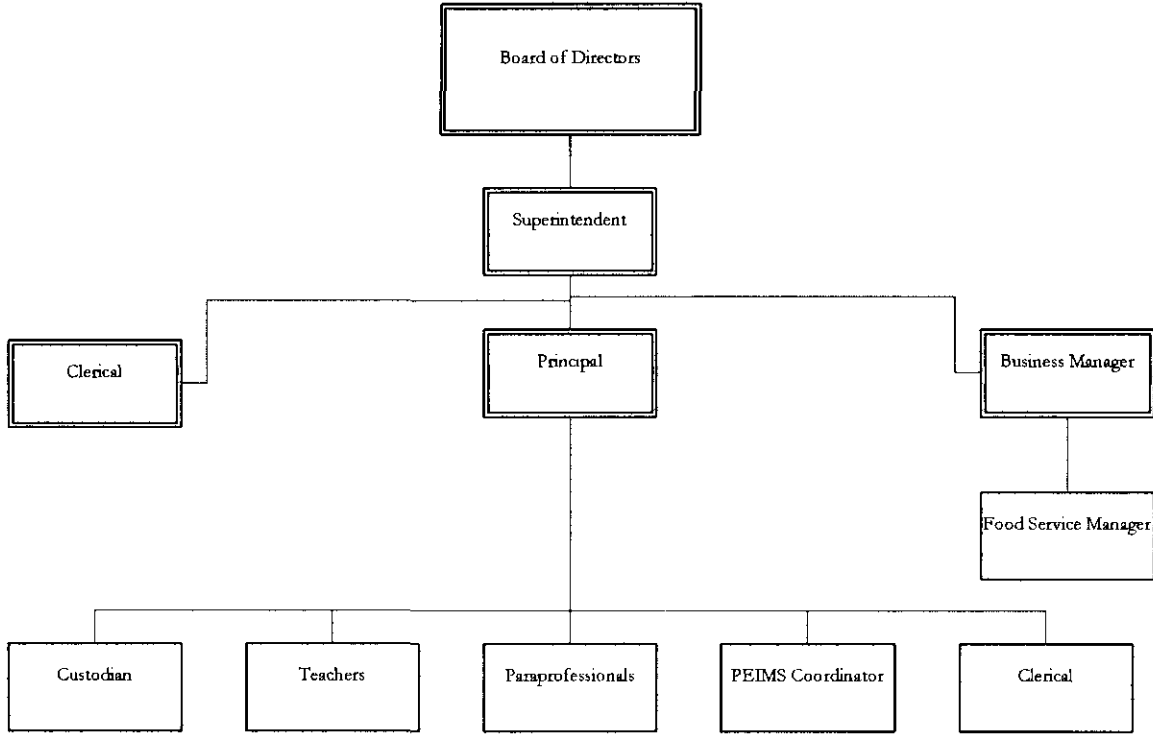 Board of Directors
Superintendent
Clerical
Principal
Business Manager
Food Service Manager
Custodian
Teachers
Paraprofessionals
PEIMS Coordinator
Clerical